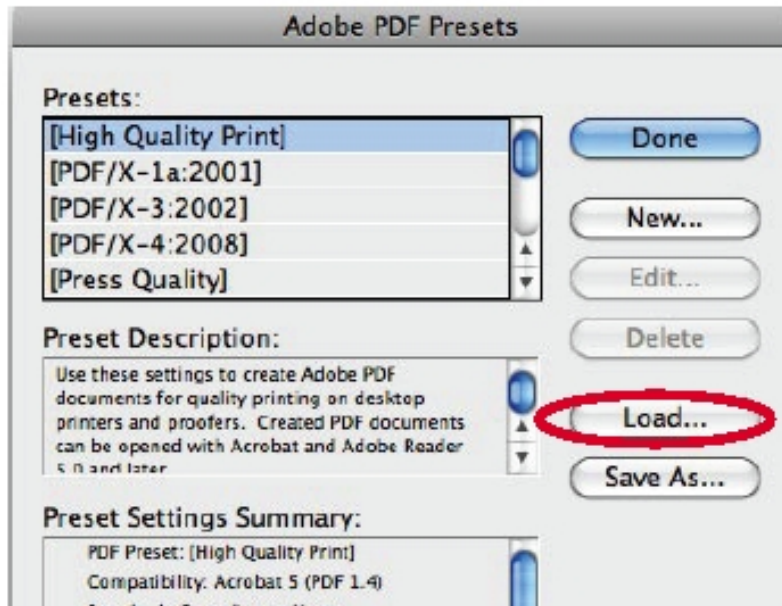 Adobe PDF Presets
Presets:
[High Quality Print]
[PDF/X-1a:2001]
[PDF/X-3:2002]
[PDF/X-4:2008]
[Press Quality]
Done
New...
Edit...
Delete
Load...
Save As...
Preset Description:
Use these settings to create Adobe PDF
documents for quality printing on desktop
printers and proofers. Created PDF documents
can be opened with Acrobat and Adobe Reader
5.0 and later.
Preset Settings Summary:
PDF Preset: [High Quality Print]
Compatibility: Acrobat 5 (PDF 1.4)